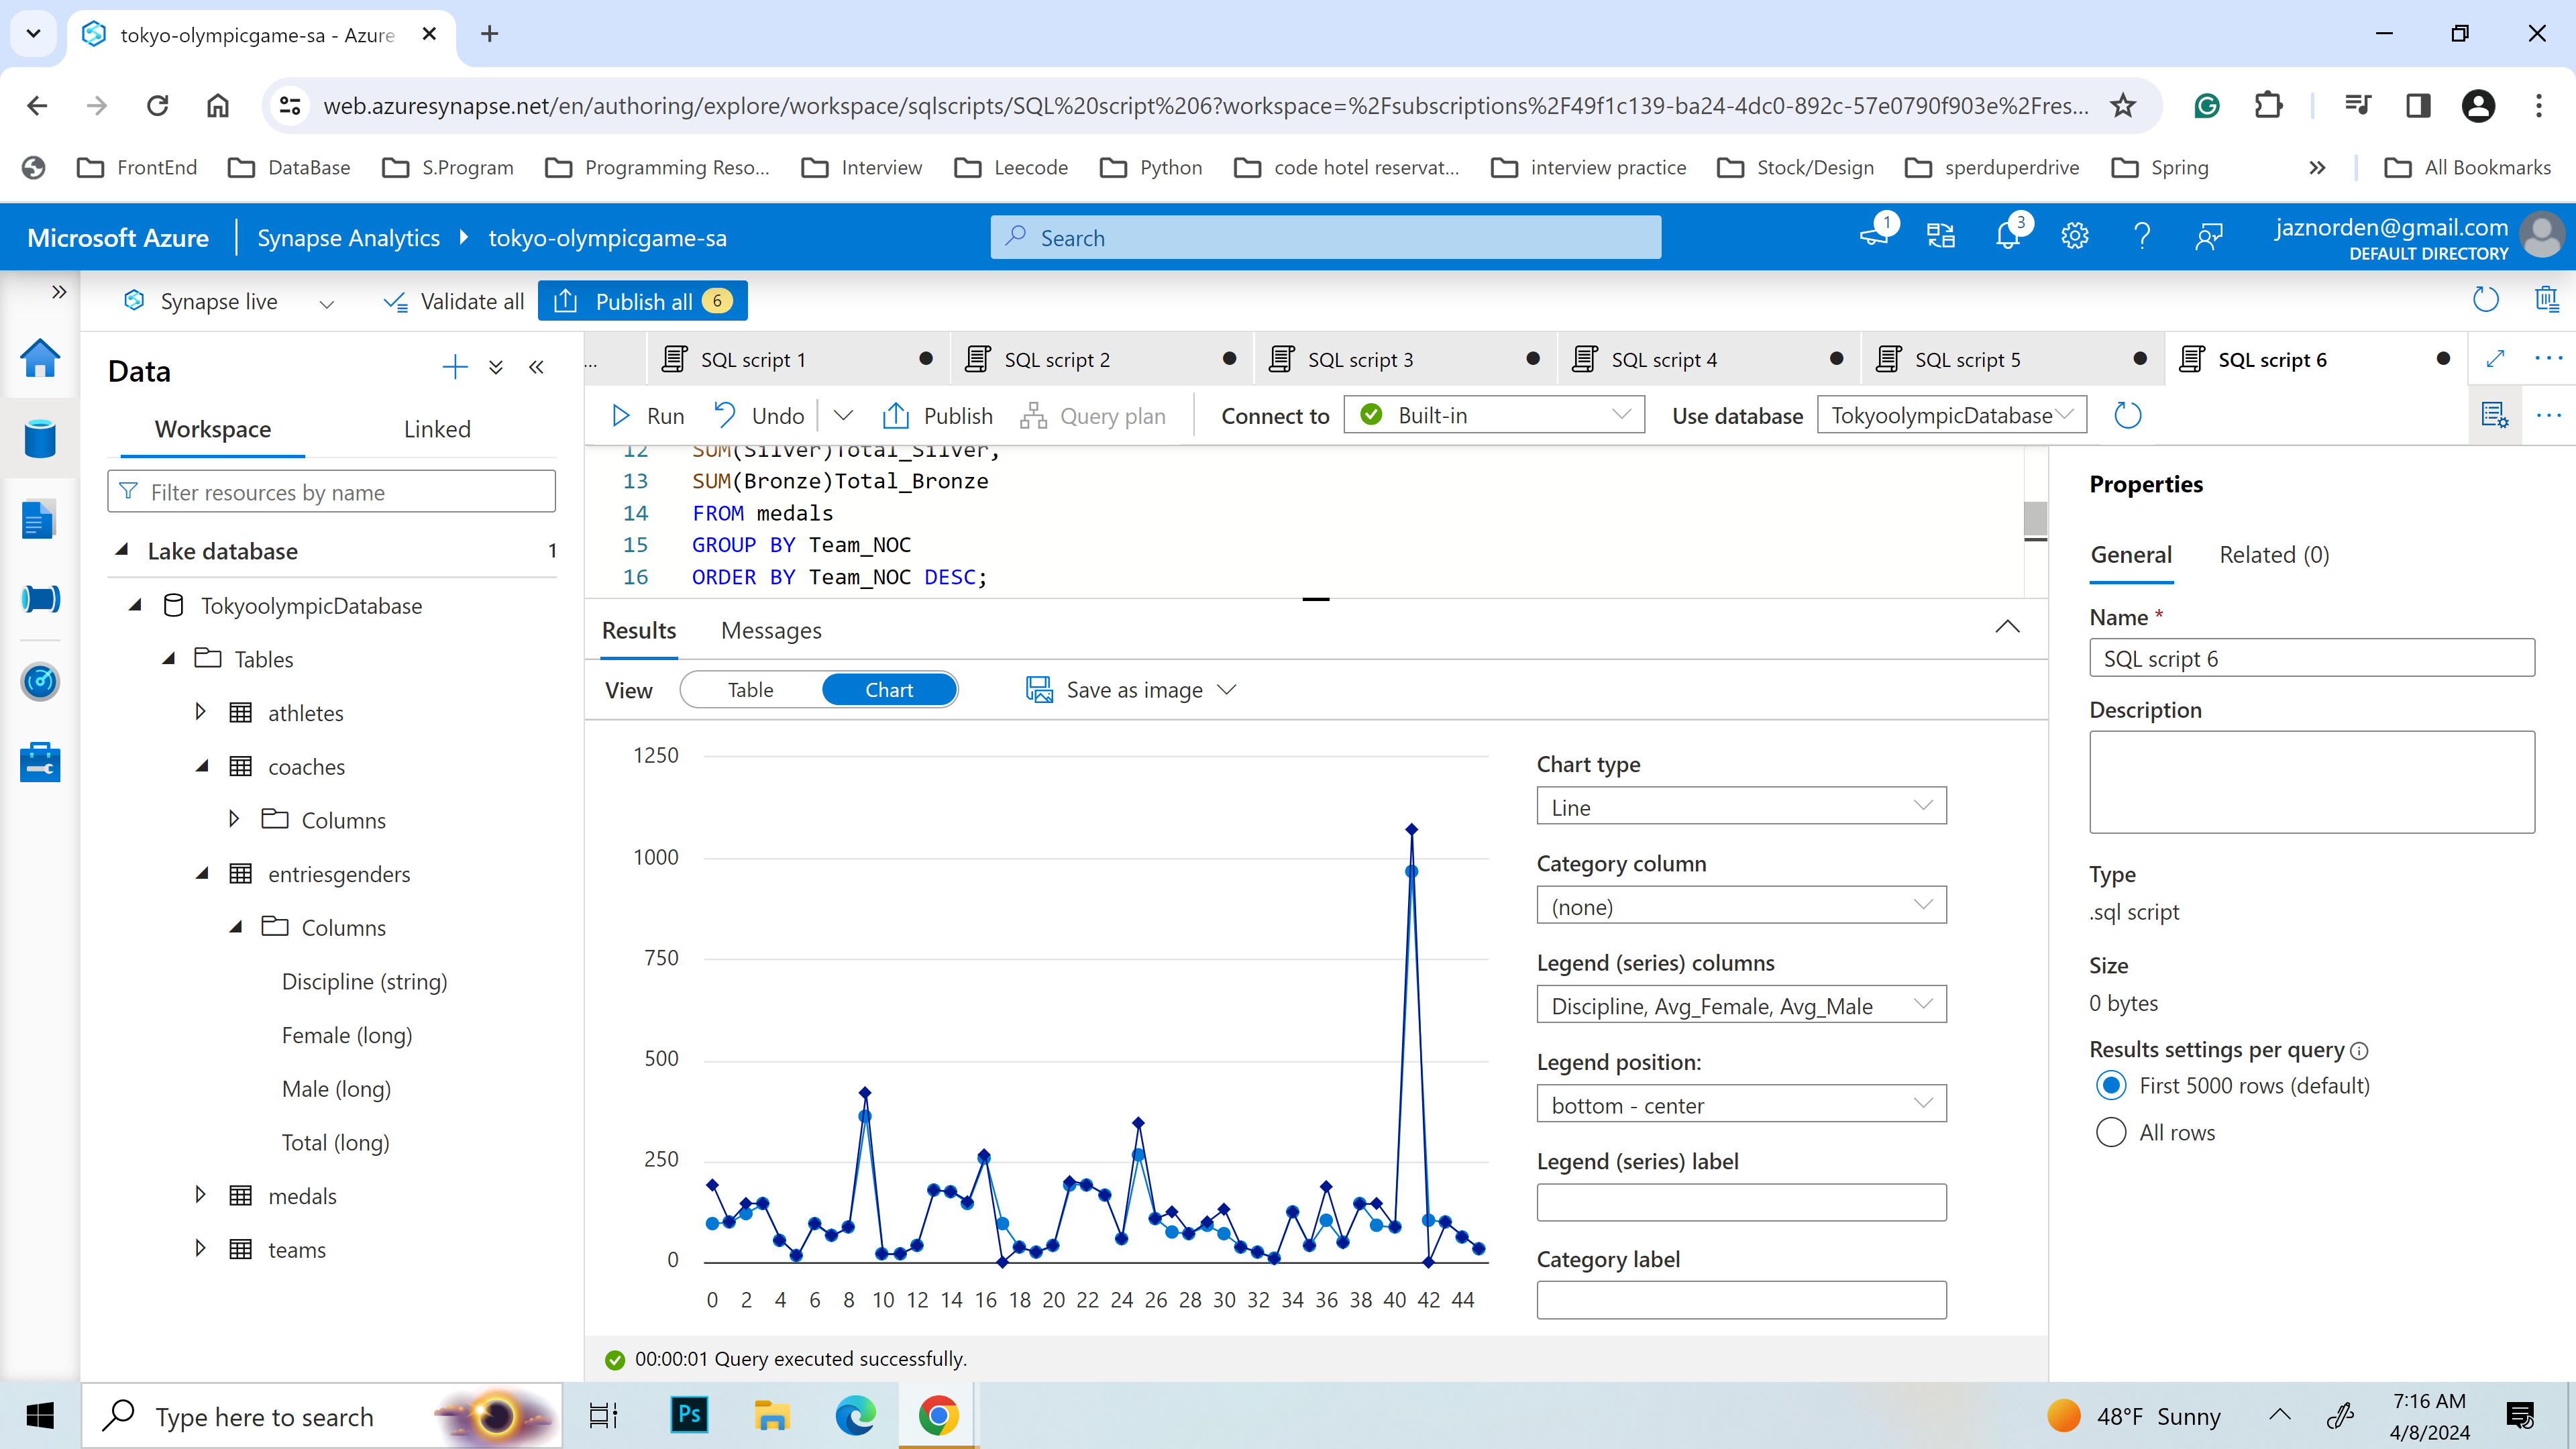 tokyo-olympicgame-sa - Azure
web.azuresynapse.net/en/authoring/explore/workspace/sqlscripts/SQL%20script%206?workspace=%2Fsubscriptions%2F49f1c139-ba24-4dc0-892c-57e0790f903e%2Fres...
FrontEnd DataBase S.Program Programming Reso... Interview Leecode Python code hotel reservat... interview practice Stock/Design sperduperdrive Spring » All Bookmarks
Microsoft Azure Synapse Analytics tokyo-olympicgame-sa Search 1 3 jaznorden@gmail.com
DEFAULT DIRECTORY
Synapse live Validate all Publish all 6
Data
Workspace Linked
Filter resources by name
Lake database 1
TokyoolympicDatabase
Tables
athletes
coaches
Columns
entriesgenders
Columns
Discipline (string)
Female (long)
Male (long)
Total (long)
medals
teams
... SQL script 1 SQL script 2 SQL script 3 SQL script 4 SQL script 5 SQL script 6
Run Undo Publish Query plan Connect to Built-in Use database TokyoolympicDatabase
12 SUM(Silver)Total_Silver,
13 SUM(Bronze)Total_Bronze
14 FROM medals
15 GROUP BY Team_NOC
16 ORDER BY Team_NOC DESC;
Results Messages
View Table Chart Save as image
1250
1000
750
500
250
0
0 2 4 6 8 10 12 14 16 18 20 22 24 26 28 30 32 34 36 38 40 42 44
Chart type
Line
Category column
(none)
Legend (series) columns
Discipline, Avg_Female, Avg_Male
Legend position:
bottom - center
Legend (series) label
Category label
00:00:01 Query executed successfully.
Properties
General Related (0)
Name *
SQL script 6
Description
Type
.sql script
Size
0 bytes
Results settings per query
First 5000 rows (default)
All rows
Type here to search
Ps
48°F Sunny
7:16 AM
4/8/2024